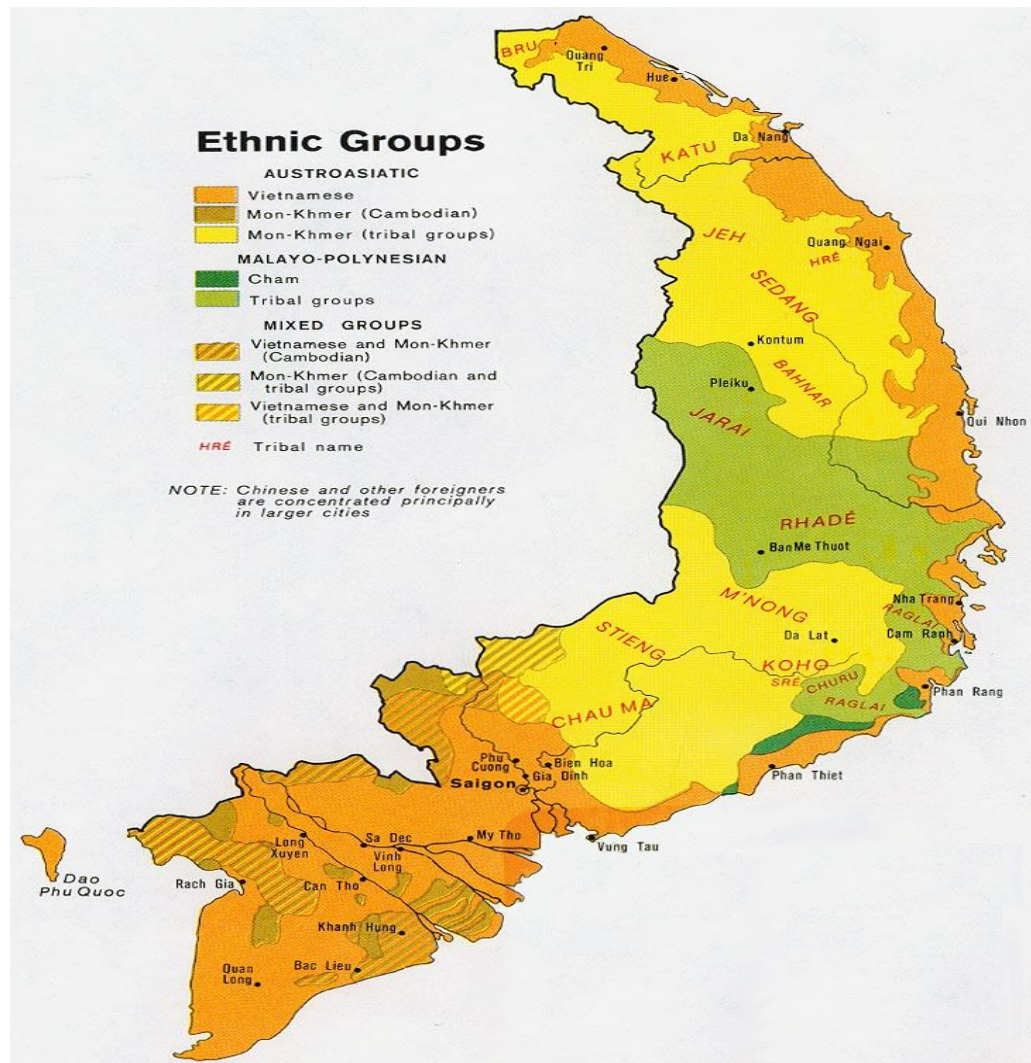 Ethnic Groups
AUSTROASIATIC
Vietnamese
Mon-Khmer (Cambodian)
Mon-Khmer (tribal groups)
MALAYO-POLYNESIAN
Cham
Tribal groups
MIXED GROUPS
Vietnamese and Mon-Khmer
(Cambodian)
Mon-Khmer (Cambodian and
tribal groups)
Vietnamese and Mon-Khmer
(tribal groups)
HRÉ Tribal name
NOTE: Chinese and other foreigners
are concentrated principally
in larger cities
BRU
Quang
Tri
Hue
Da Nang
KATU
JEH
Quang Ngai
HRÉ
SEDANG
Kontum
BAHNAR
Pleiku
JARAI
Qui Nhon
RHADÉ
BanMe Thuot
M'NONG
Nha Trang
RAGLAI
Cam Ranh
STIENG
Da Lat
KOHO
SRÉ
CHURU
RAGLAI
Phan Rang
CHAU MA
Phu
Cuong
Bien Hoa
Gia Dinh
Saigon
Phan Thiet
Vung Tau
My Tho
Sa Dec
Vinh
Long
Long
Xuyen
Can Tho
Rach Gia
Dao
Phu Quoc
Khanh Hung
Bac Lieu
Quan
Long